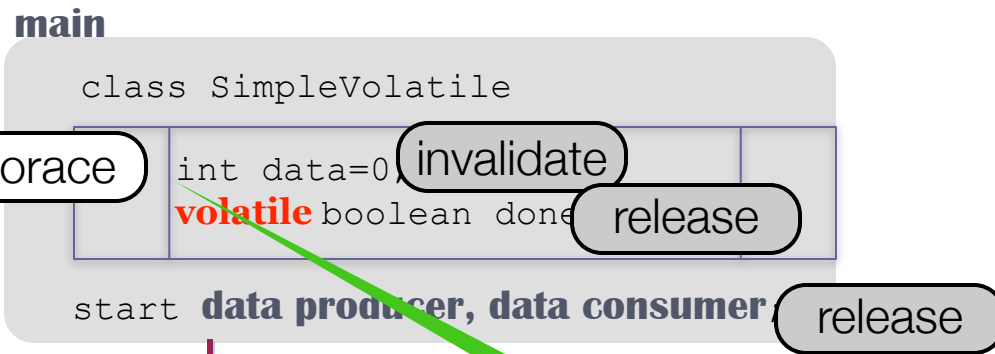 main
class SimpleVolatile
orace
int data=0, invalidate
volatile boolean done release
start data producer, data consumer, release